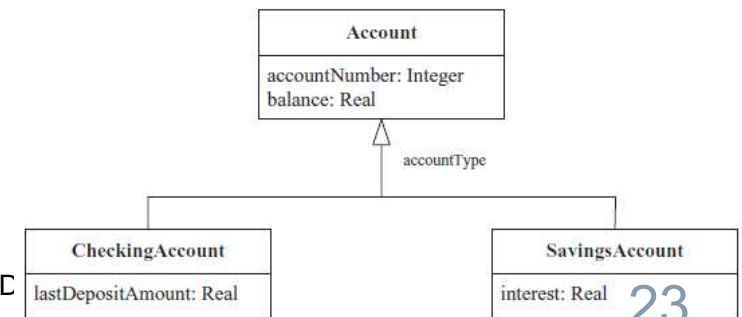 Account
accountNumber: Integer
balance: Real
accountType
CheckingAccount
SavingsAccount
D
lastDepositAmount: Real
interest: Real
23